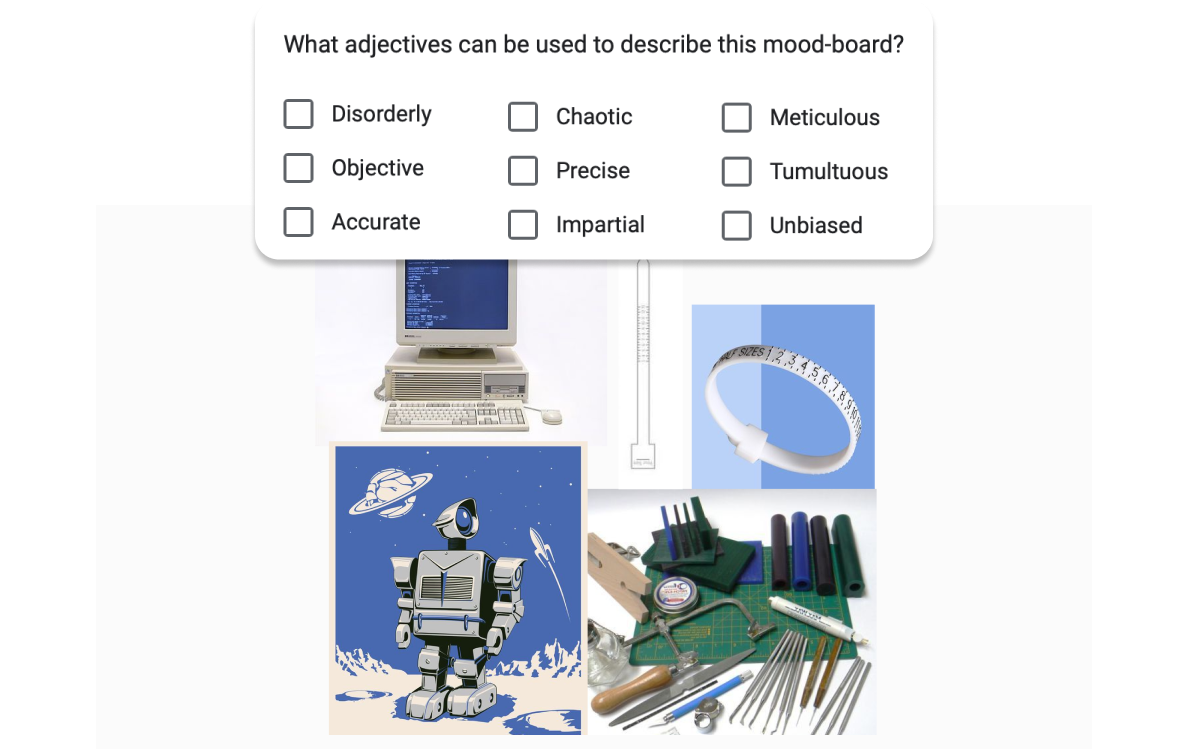 What adjectives can be used to describe this mood-board?
Disorderly
Chaotic
Meticulous
Objective
Precise
Tumultuous
Accurate
Impartial
Unbiased
SIZES 1 2 3 4 5 6 7 8 9